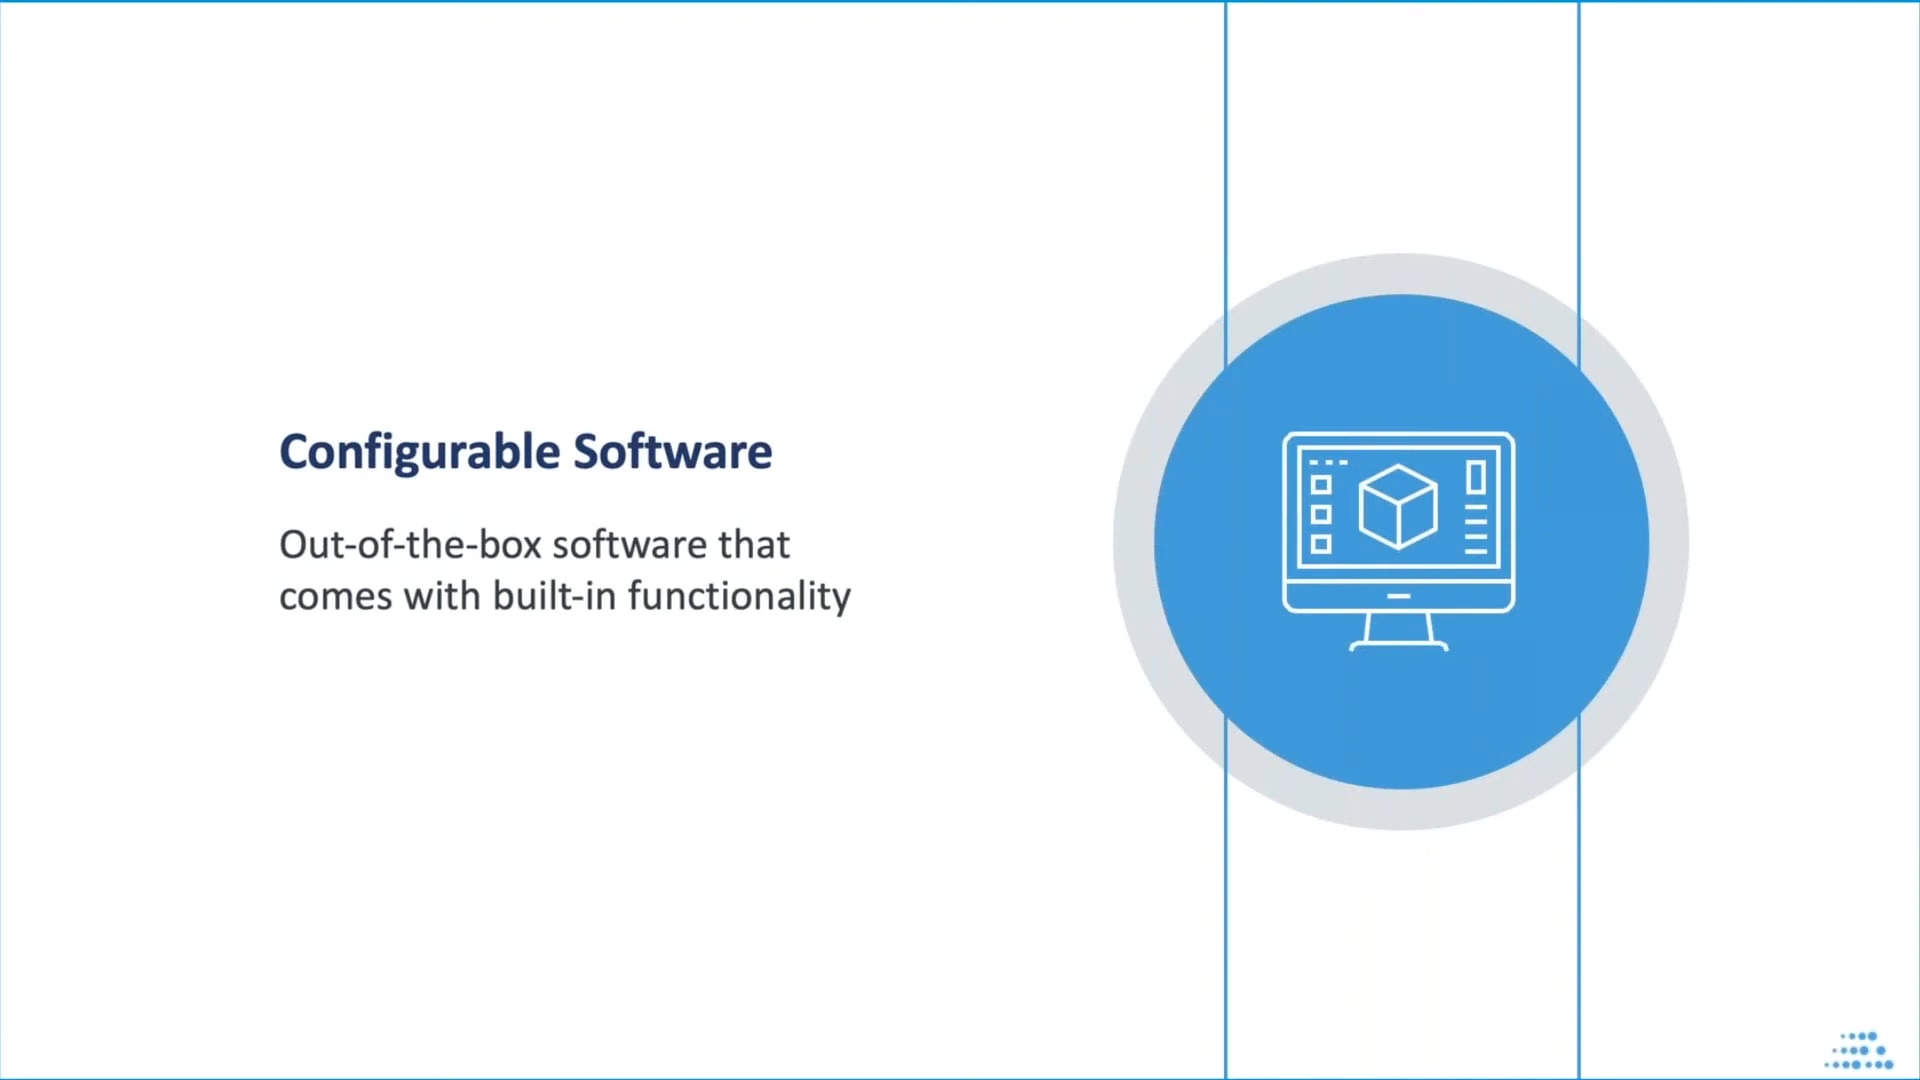 Configurable Software
Out-of-the-box software that
comes with built-in functionality